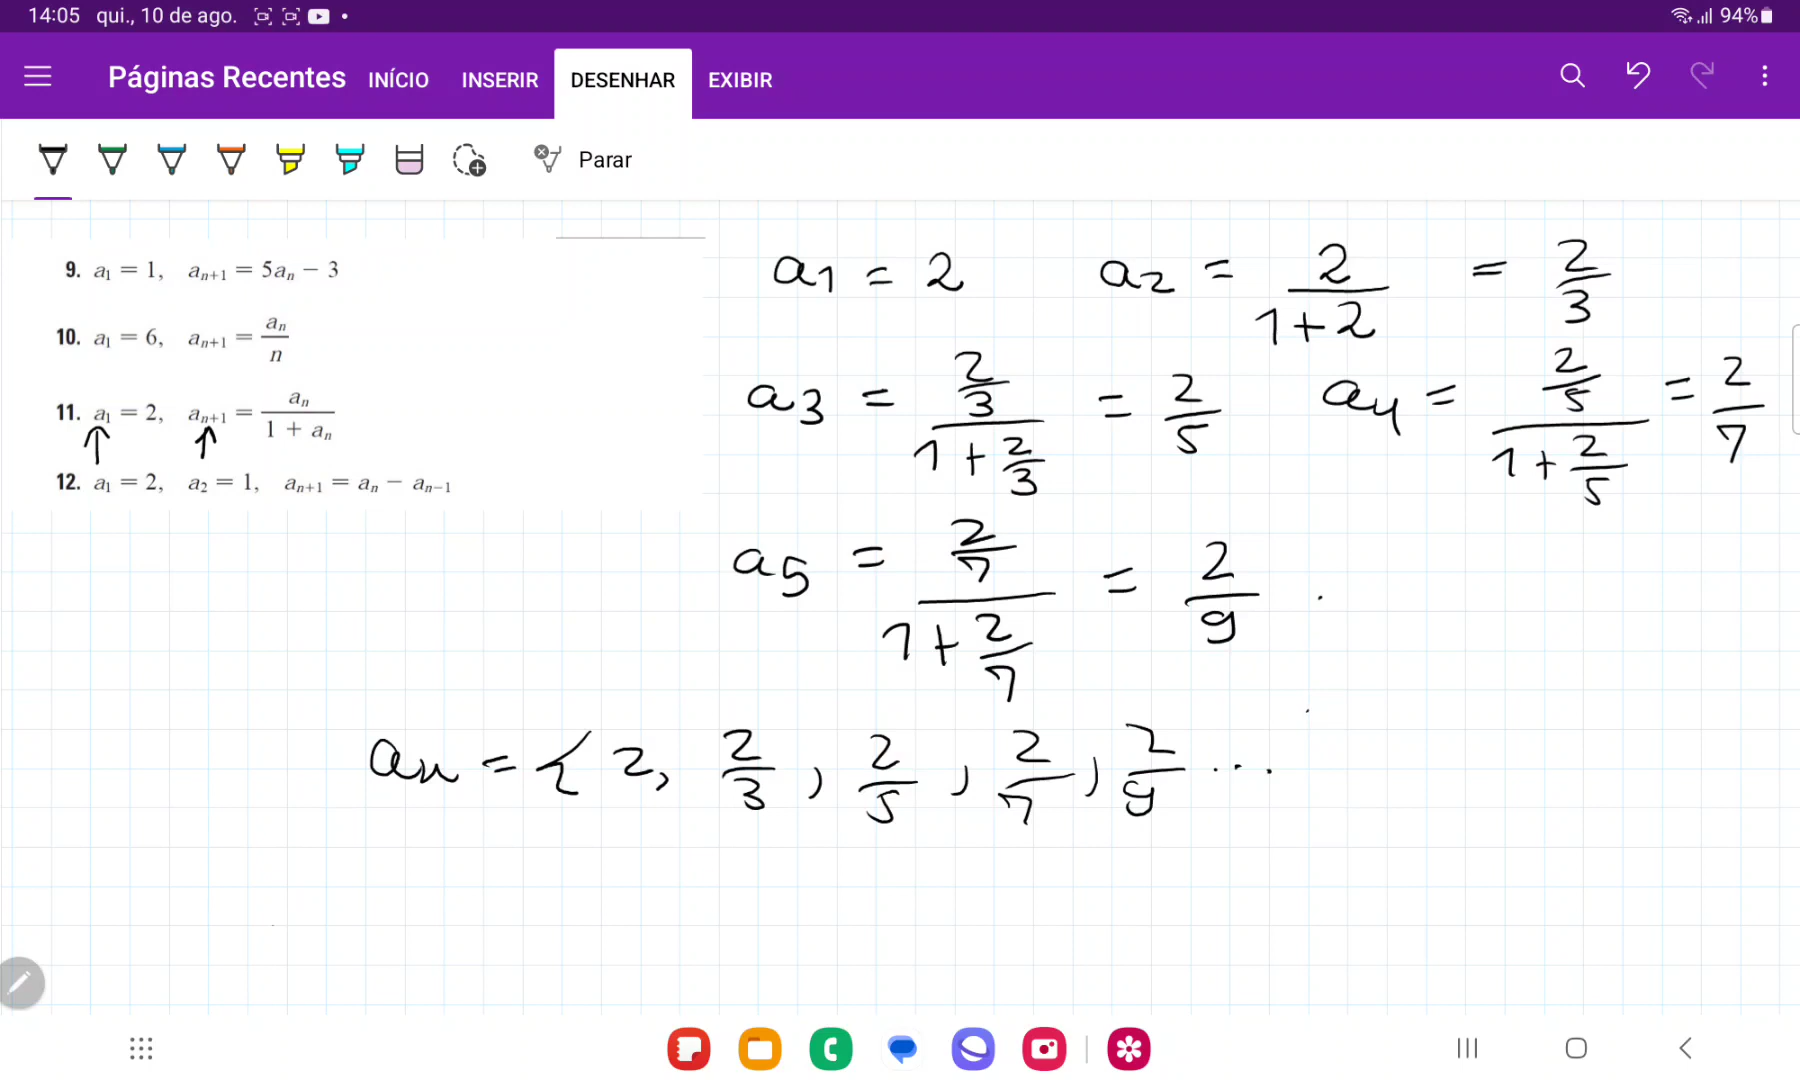 14:05 qui., 10 de ago. 94%
Páginas Recentes INÍCIO INSERIR DESENHAR EXIBIR
Parar
9. a₁ = 1, aₙ₊₁ = 5aₙ − 3
10. a₁ = 6, aₙ₊₁ = aₙ/n
11. a₁ = 2, aₙ₊₁ = aₙ/(1 + aₙ)
12. a₁ = 2, a₂ = 1, aₙ₊₁ = aₙ − aₙ₋₁
a1 = 2 a2 = 2/(1+2) = 2/3
a3 = (2/3)/(1+2/3) = 2/5 a4 = (2/5)/(1+2/5) = 2/7
a5 = (2/7)/(1+2/7) = 2/9
an = { 2, 2/3, 2/5, 2/7, 2/9 ...